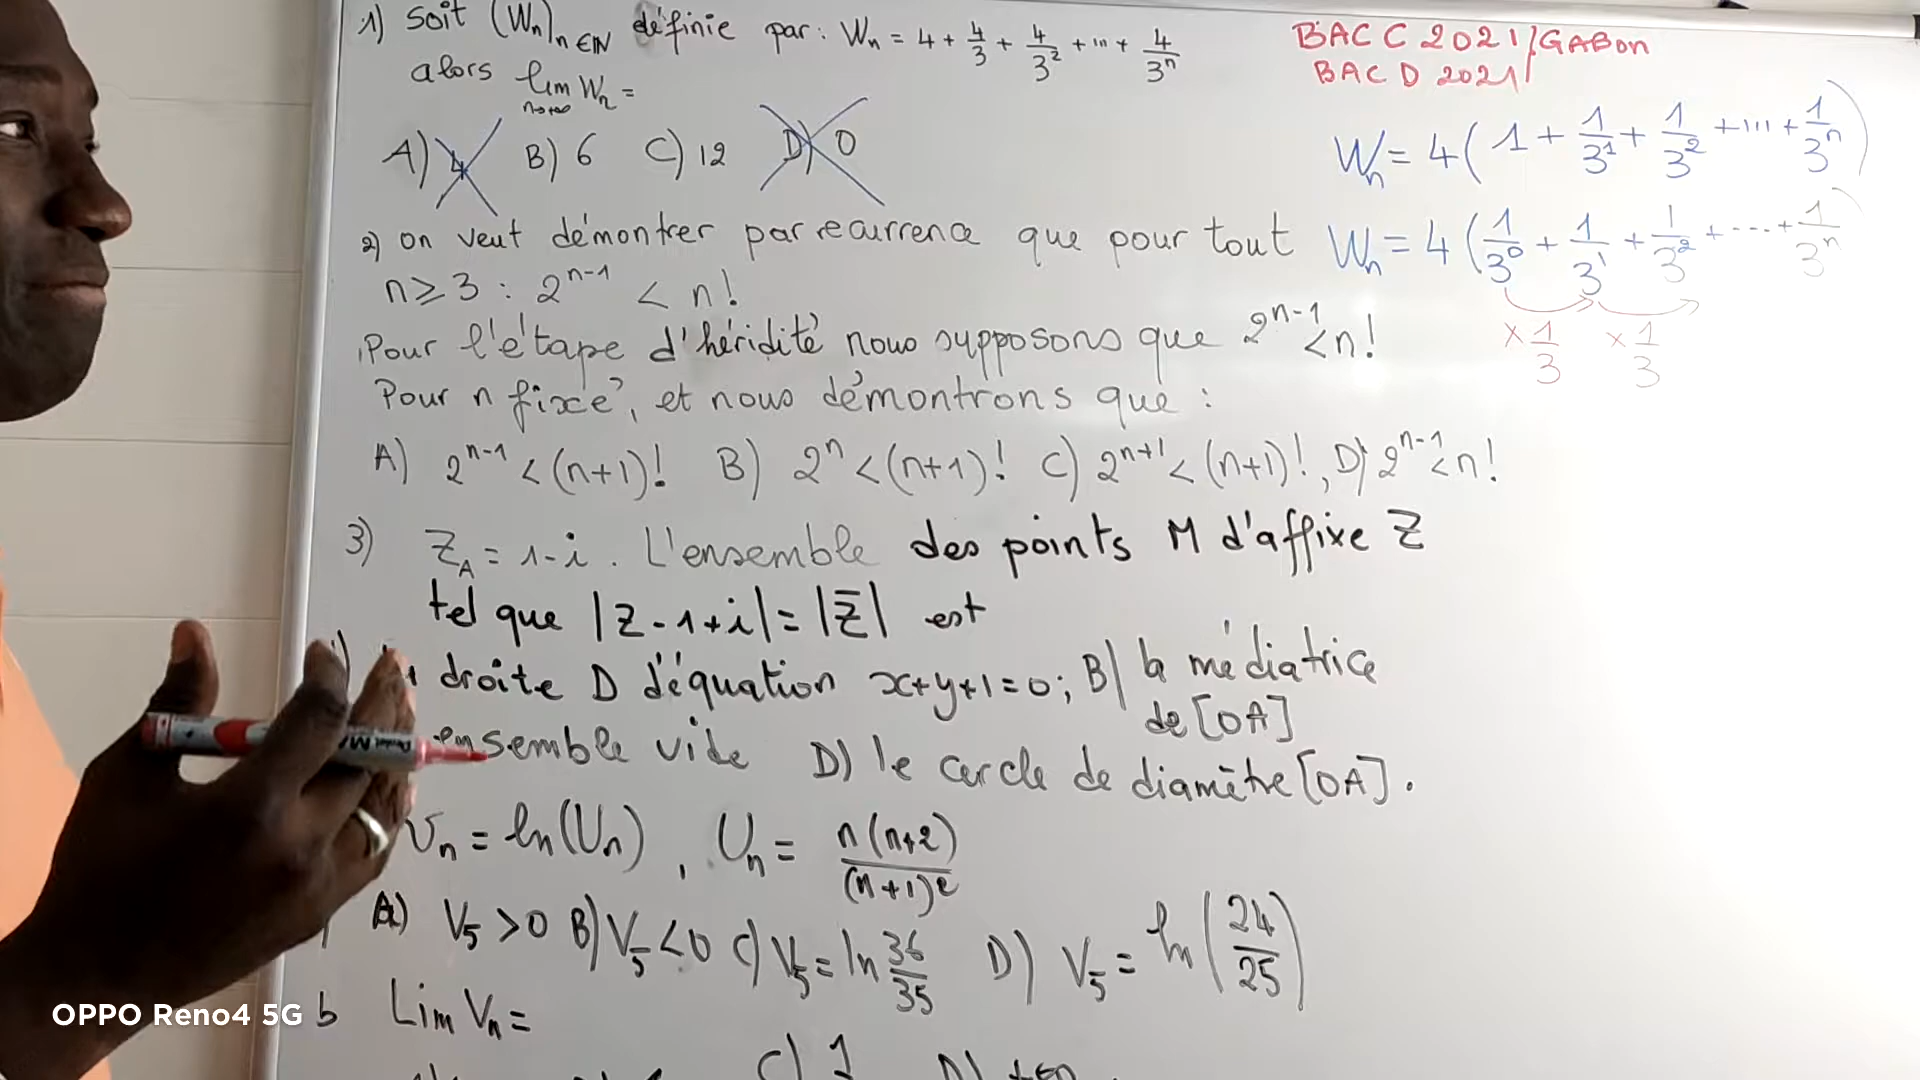 1) Soit (Wn)n∈IN définie par : Wn = 4 + 4/3 + 4/3² + ... + 4/3ⁿ
alors lim Wn =
n→+∞
A) 4 B) 6 C) 12 D) 0
BAC C 2021/GABON
BAC D 2021/
Wn = 4( 1 + 1/3¹ + 1/3² + ... + 1/3ⁿ )
Wn = 4 ( 1/3⁰ + 1/3¹ + 1/3² + ... + 1/3ⁿ )
× 1/3 × 1/3
2) On veut démontrer par recurrence que pour tout
n ≥ 3 : 2ⁿ⁻¹ < n!
Pour l'étape d'héridité nous supposons que 2ⁿ⁻¹ < n!
Pour n fixé, et nous démontrons que :
A) 2ⁿ⁻¹ < (n+1)! B) 2ⁿ < (n+1)! C) 2ⁿ⁺¹ < (n+1)!, D) 2ⁿ⁻¹ < n!
3) Z_A = 1-i . L'ensemble des points M d'affixe Z
tel que |Z-1+i| = |Z̄| est
droite D d'équation x+y+1=0; B) la médiatrice
de [OA]
ensemble vide D) le cercle de diamètre [OA].
Vn = ln(Un), Un = n(n+2)/(n+1)²
A) V5 > 0 B) V5 < 0 C) V5 = ln 36/35 D) V5 = ln(24/25)
b Lim Vn =
C) 1 D)
OPPO Reno4 5G